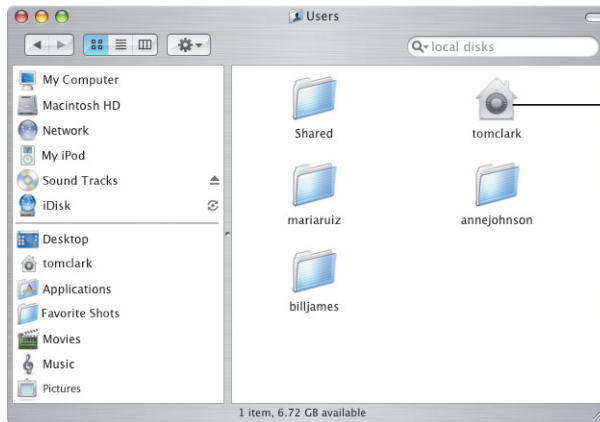 Users
local disks
My Computer
Macintosh HD
Network
My iPod
Sound Tracks
iDisk
Desktop
tomclark
Applications
Favorite Shots
Movies
Music
Pictures
Shared
tomclark
mariaruiz
annejohnson
billjames
1 item, 6.72 GB available